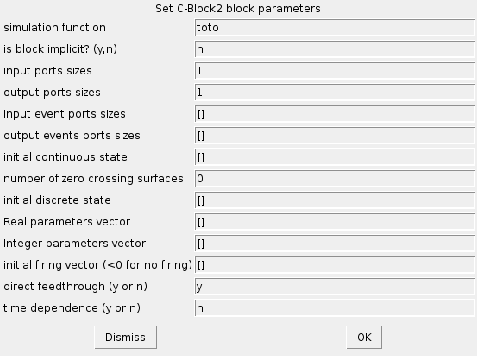 Set C-Block2 block parameters
simulation function toto
is block implicit? (y,n) n
input ports sizes 1
output ports sizes 1
input event ports sizes []
output events ports sizes []
initial continuous state []
number of zero crossing surfaces 0
initial discrete state []
Real parameters vector []
Integer parameters vector []
initial firing vector (<0 for no firing) []
direct feedthrough (y or n) y
time dependence (y or n) n
Dismiss OK